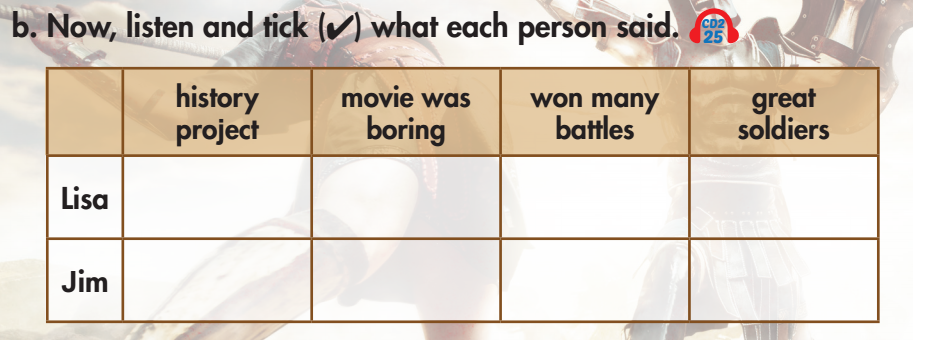 b. Now, listen and tick (✔) what each person said. CD2 25
history project
movie was boring
won many battles
great soldiers
Lisa
Jim